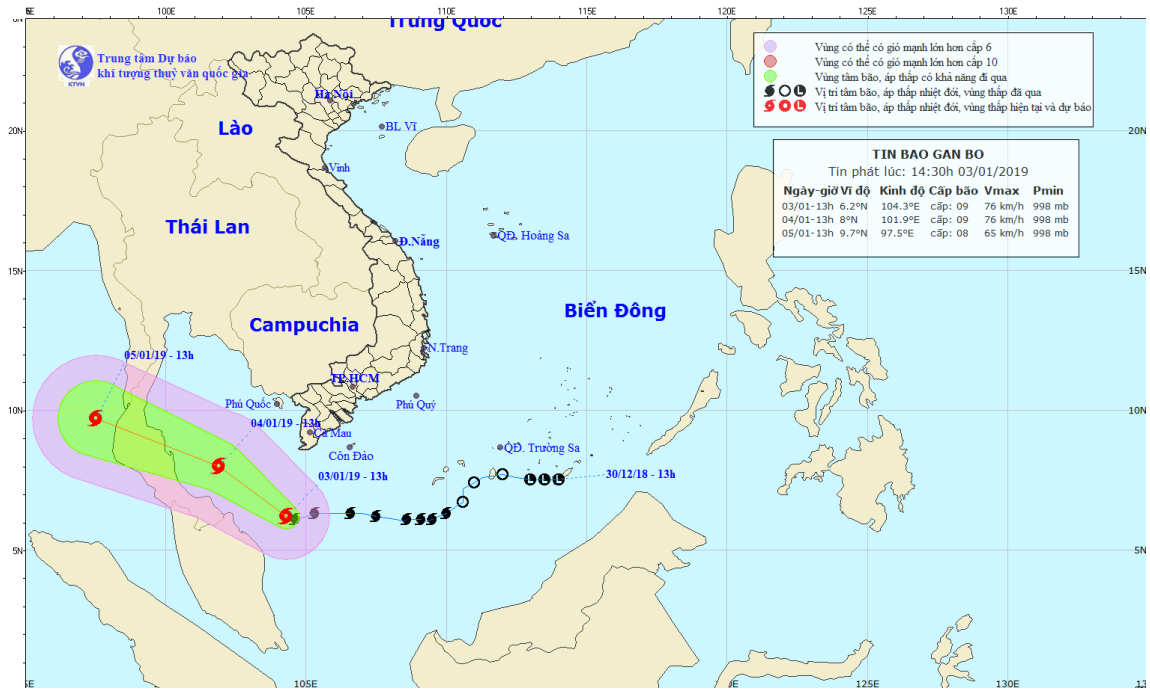 E 100E 105E 110E 115E 120E 125E 130E
Trung Quốc
Trung tâm Dự báo
khí tượng thuỷ văn quốc gia
KTVN
Vùng có thể có gió mạnh lớn hơn cấp 6
Vùng có thể có gió mạnh lớn hơn cấp 10
Vùng tâm bão, áp thấp có khả năng đi qua
Vị trí tâm bão, áp thấp nhiệt đới, vùng thấp đã qua
Vị trí tâm bão, áp thấp nhiệt đới, vùng thấp hiện tại và dự báo
Hà Nội
Lào
BL Vĩ
20N 20N
TIN BAO GAN BO
Tin phát lúc: 14:30h 03/01/2019
Ngày-giờ Vĩ độ Kinh độ Cấp bão Vmax Pmin
03/01-13h 6.2°N 104.3°E cấp: 09 76 km/h 998 mb
04/01-13h 8°N 101.9°E cấp: 09 76 km/h 998 mb
05/01-13h 9.7°N 97.5°E cấp: 08 65 km/h 998 mb
Vinh
Thái Lan
Đ.Nẵng
QĐ. Hoàng Sa
15N 15N
Biển Đông
Campuchia
N.Trang
05/01/19 - 13h
TP.HCM
Phú Quốc
Phú Quý
10N 10N
04/01/19 - 13h
Cà Mau
Côn Đảo
QĐ. Trường Sa
03/01/19 - 13h
30/12/18 - 13h
5N 5N
105E 110E 115E 125E 130E